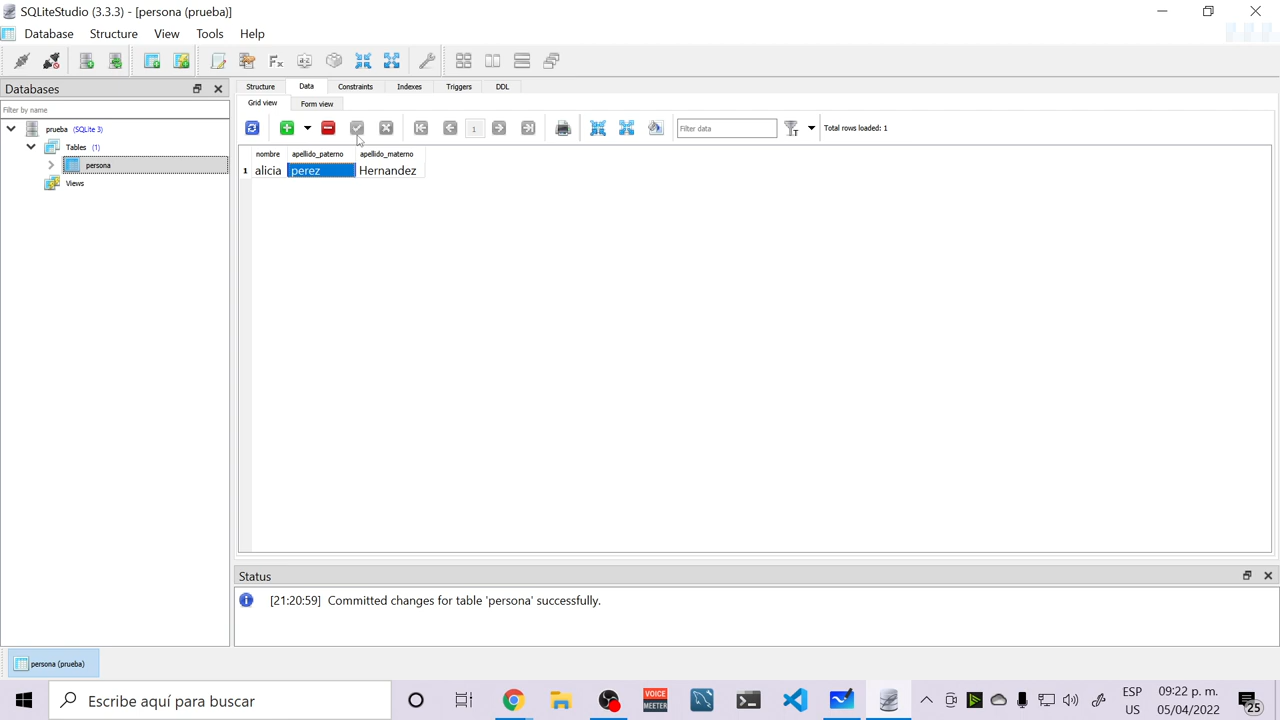 SQLiteStudio (3.3.3) - [persona (prueba)]
Database Structure View Tools Help
Databases
Filter by name
prueba (SQLite 3)
Tables (1)
persona
Views
Structure Data Constraints Indexes Triggers DDL
Grid view Form view
1 Filter data Total rows loaded: 1
nombre apellido_paterno apellido_materno
1 alicia perez Hernandez
Status
[21:20:59] Committed changes for table 'persona' successfully.
persona (prueba)
Escribe aquí para buscar
VOICE MEETER
ESP
US
09:22 p. m.
05/04/2022
25